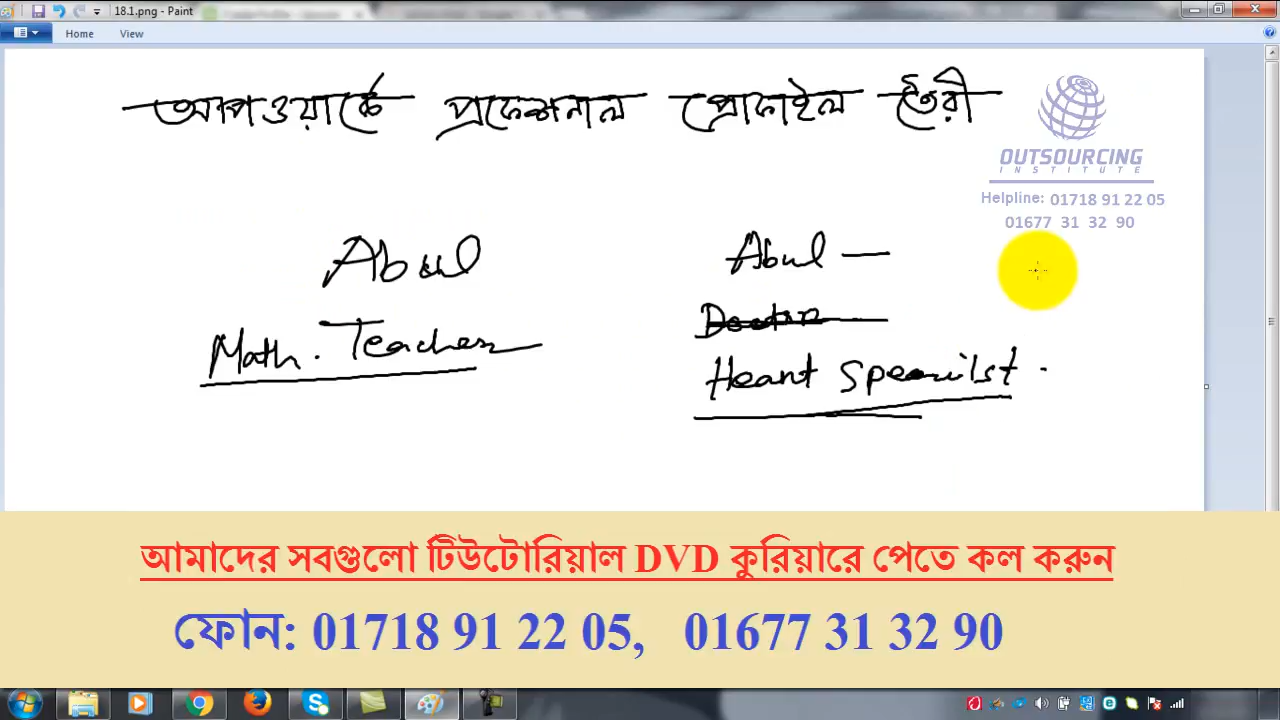 18.1.png - Paint
Home View
আপওয়ার্কে প্রফেশনাল প্রোফাইল তৈরী
OUTSOURCING
INSTITUTE
Helpline: 01718 91 22 05
01677 31 32 90
Abul
Abul —
Math. Teacher
Doctor
Heart Specailst .
আমাদের সবগুলো টিউটোরিয়াল DVD কুরিয়ারে পেতে কল করুন
ফোন: 01718 91 22 05, 01677 31 32 90